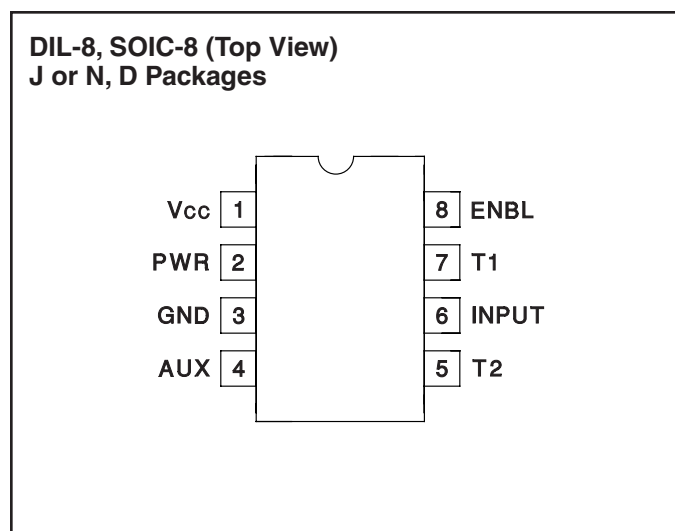 DIL-8, SOIC-8 (Top View)
J or N, D Packages
Vcc 1 8 ENBL
PWR 2 7 T1
GND 3 6 INPUT
AUX 4 5 T2